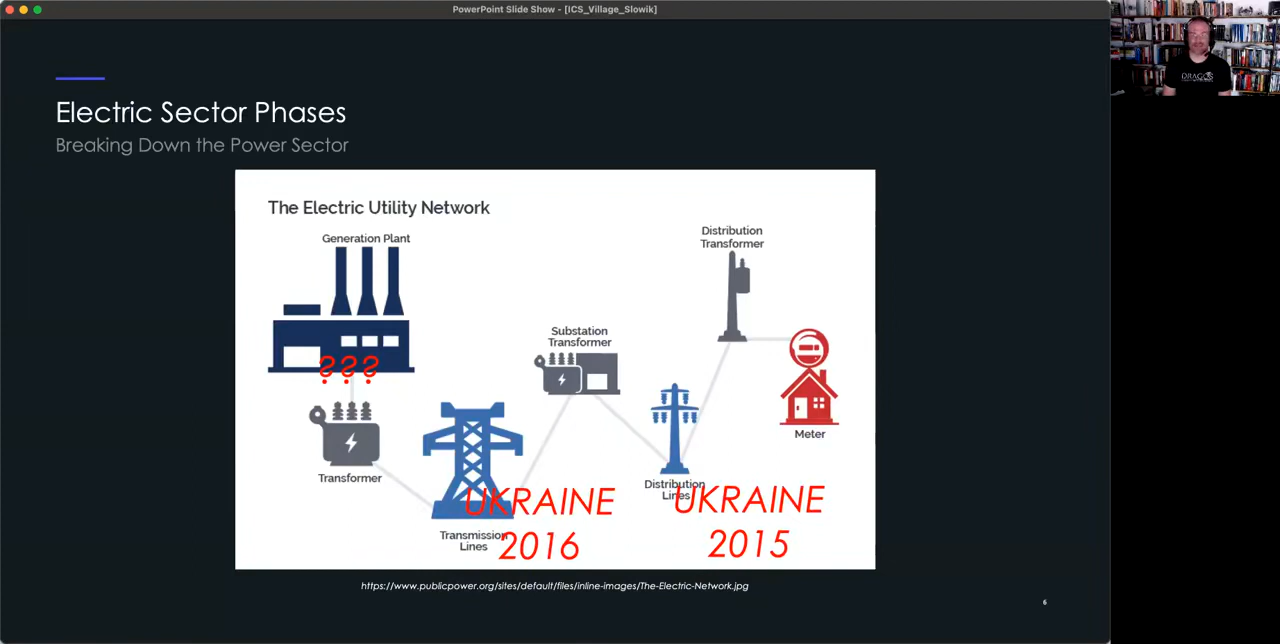 PowerPoint Slide Show - [ICS_Village_Slowik]
DRAGOS
Electric Sector Phases
Breaking Down the Power Sector
The Electric Utility Network
Generation Plant
Distribution
Transformer
Substation
Transformer
???
Meter
Transformer
Distribution
Lines
UKRAINE
2016
UKRAINE
2015
Transmission
Lines
https://www.publicpower.org/sites/default/files/inline-images/The-Electric-Network.jpg
6